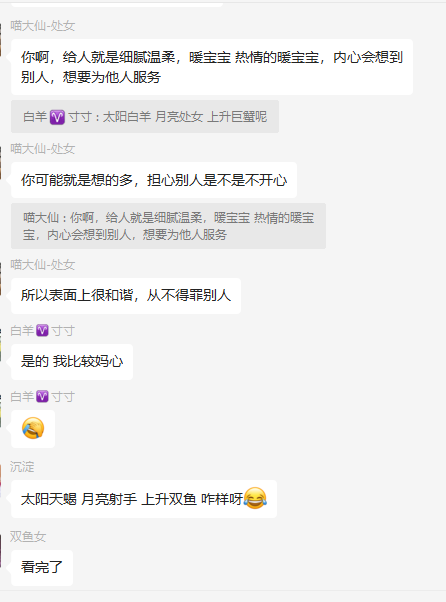 喵大仙-处女
你啊，给人就是细腻温柔，暖宝宝 热情的暖宝宝，内心会想到
别人，想要为他人服务
白羊♈寸寸：太阳白羊 月亮处女 上升巨蟹呢
喵大仙-处女
你可能就是想的多，担心别人是不是不开心
喵大仙：你啊，给人就是细腻温柔，暖宝宝 热情的暖宝
宝，内心会想到别人，想要为他人服务
喵大仙-处女
所以表面上很和谐，从不得罪别人
白羊♈寸寸
是的 我比较妈心
白羊♈寸寸
沉淀
太阳天蝎 月亮射手 上升双鱼 咋样呀😂
双鱼女
看完了